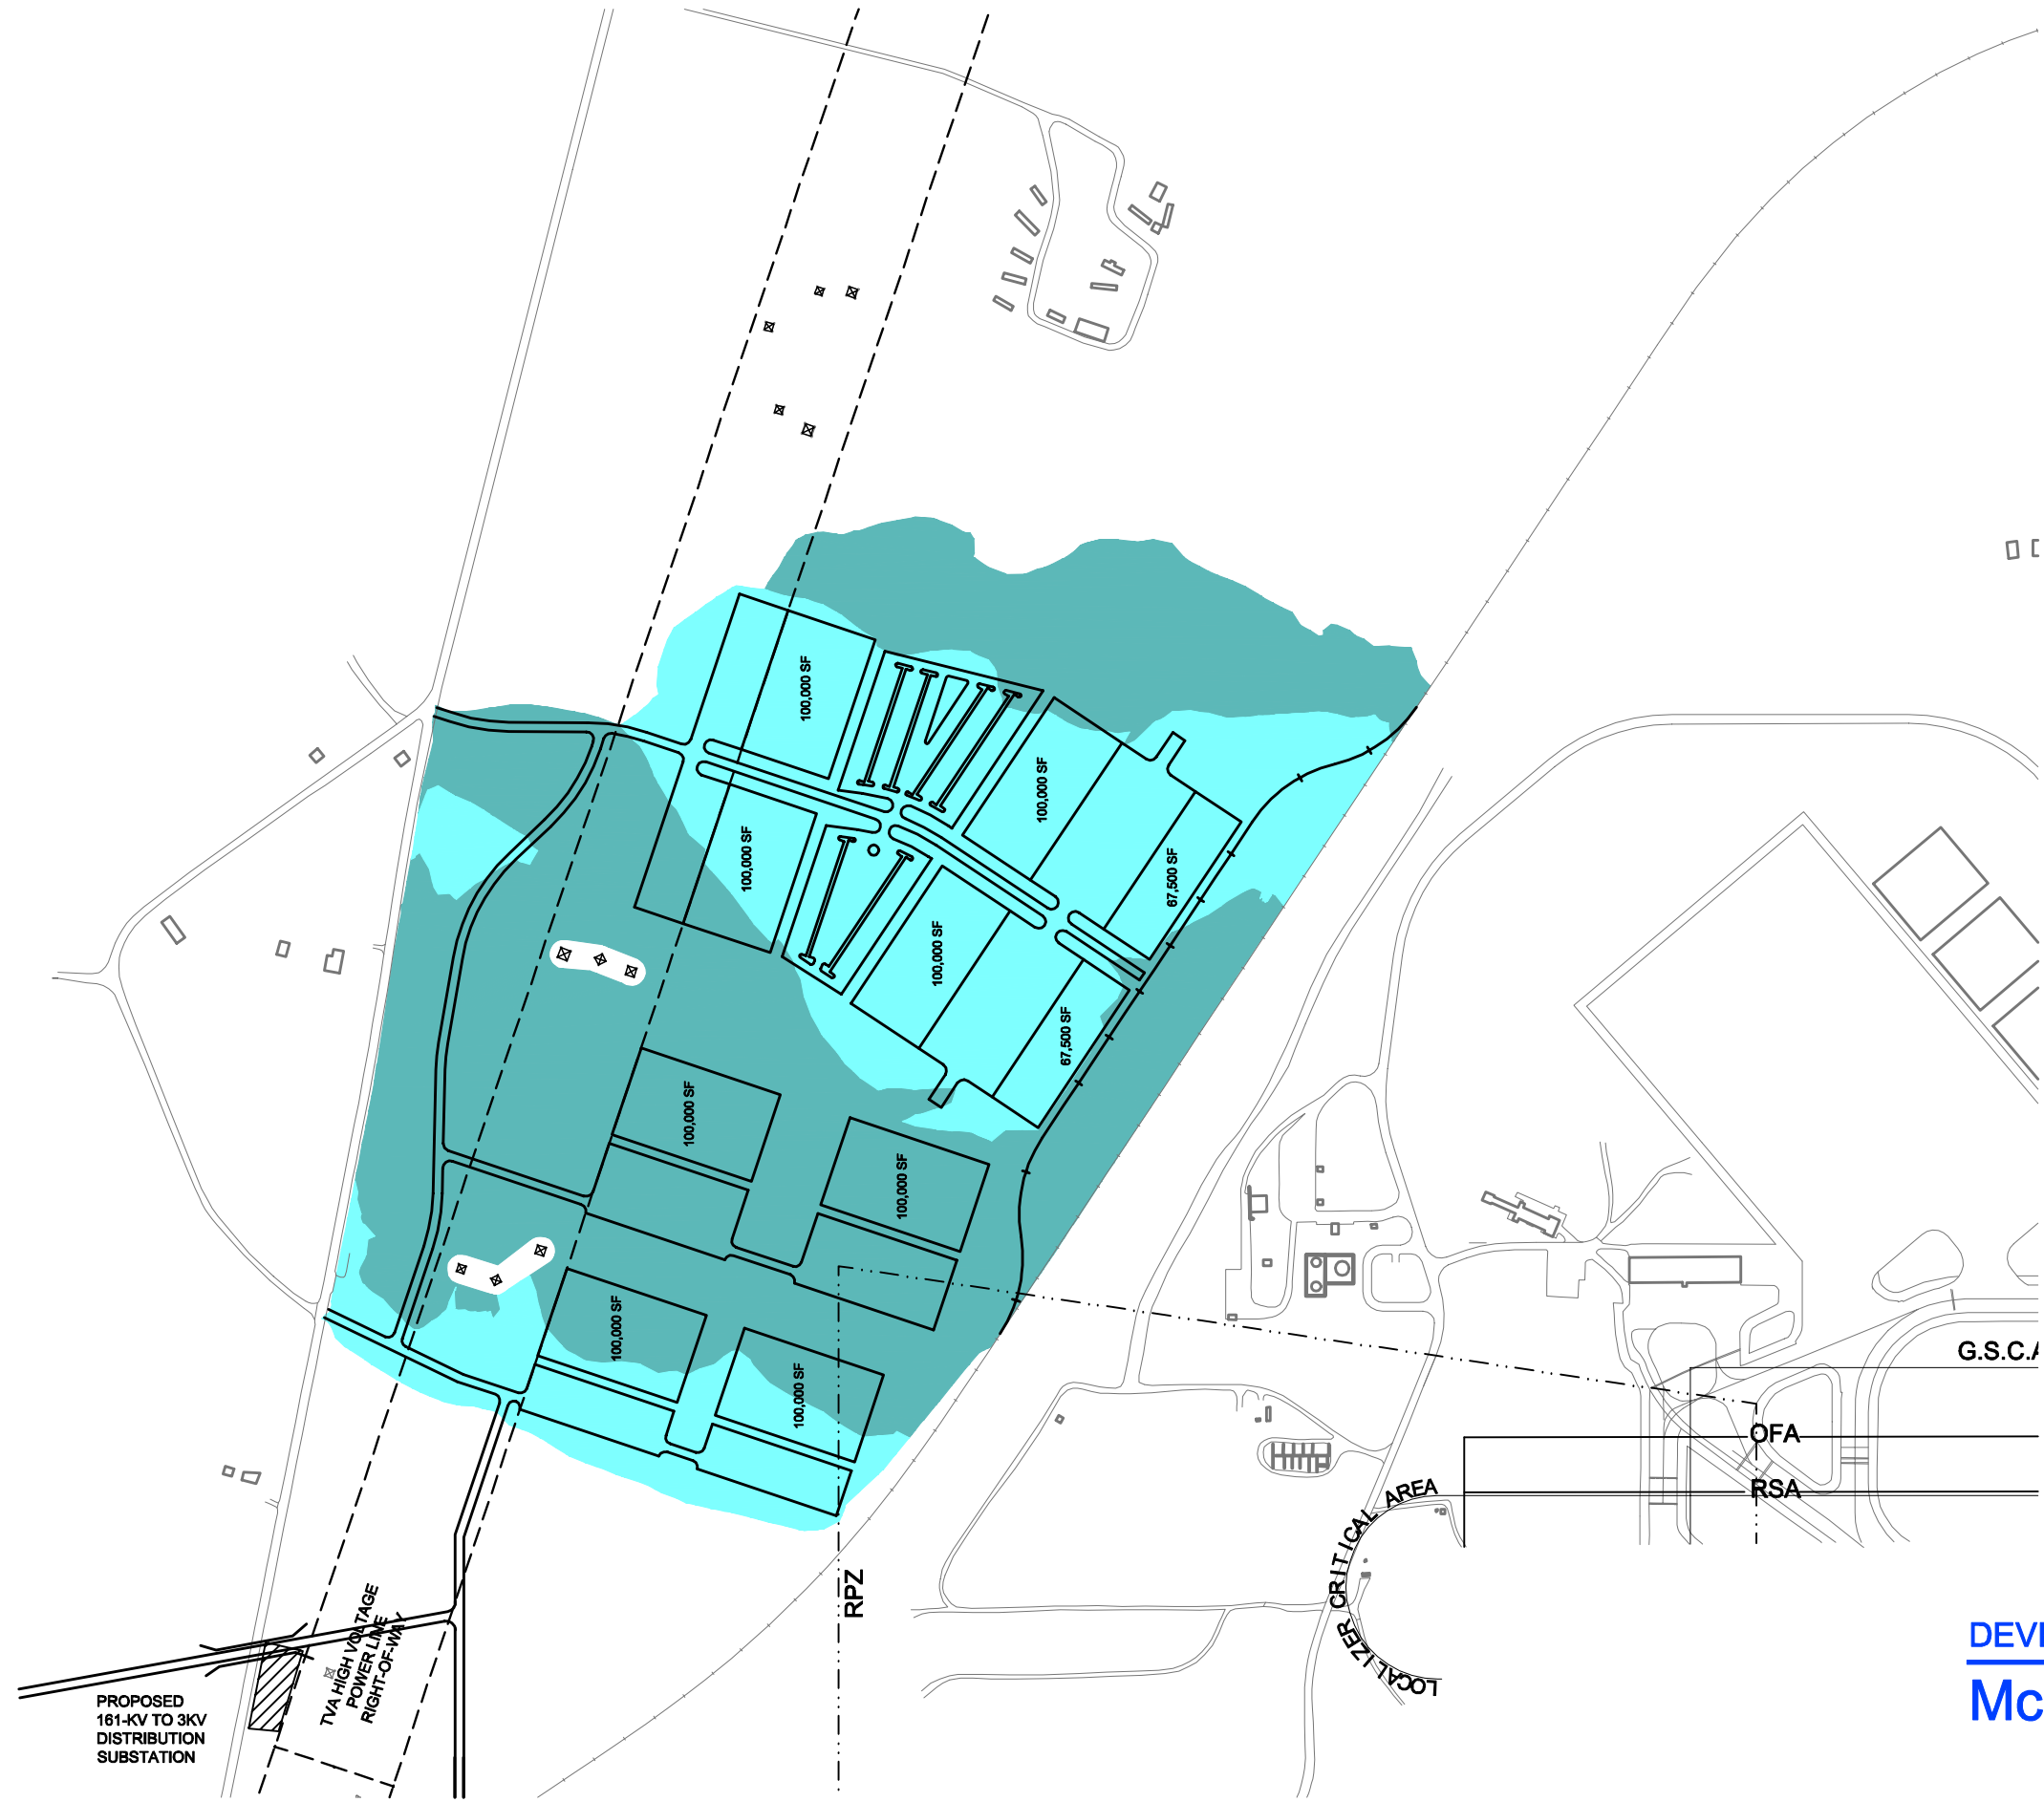 100,000 SF
100,000 SF
100,000 SF
67,500 SF
100,000 SF
67,500 SF
100,000 SF
100,000 SF
100,000 SF
100,000 SF
G.S.C.A
OFA
RSA
LOCALIZER CRITICAL AREA
RPZ
TVA HIGH VOLTAGE
POWER LINE
RIGHT-OF-WAY
PROPOSED
161-KV TO 3KV
DISTRIBUTION
SUBSTATION
DEV
Mc